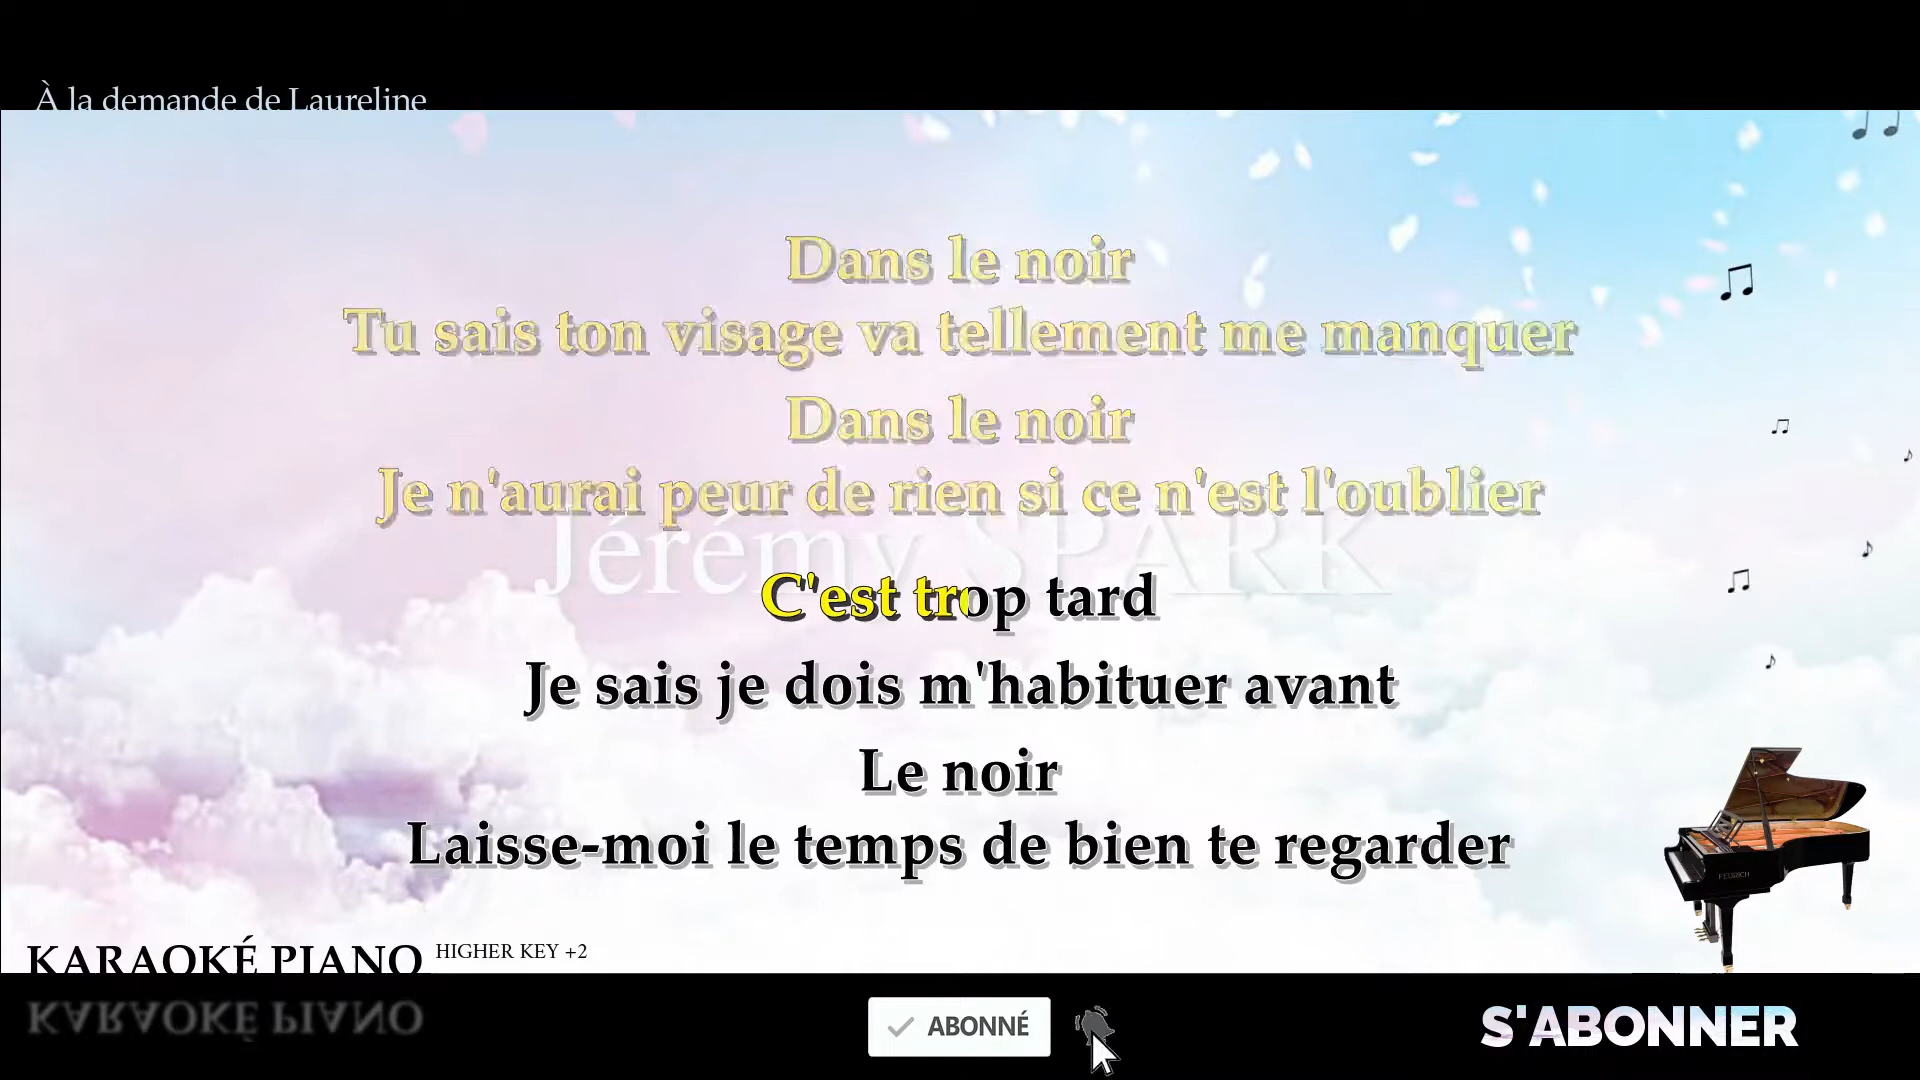 À la demande de Laureline
Dans le noir
Tu sais ton visage va tellement me manquer
Dans le noir
Je n'aurai peur de rien si ce n'est l'oublier
Jérémy SPARK
C'est trop tard
Je sais je dois m'habituer avant
Le noir
Laisse-moi le temps de bien te regarder
FEURICH
KARAOKÉ PIANO HIGHER KEY +2
KARAOKÉ PIANO
ABONNÉ
S'ABONNER